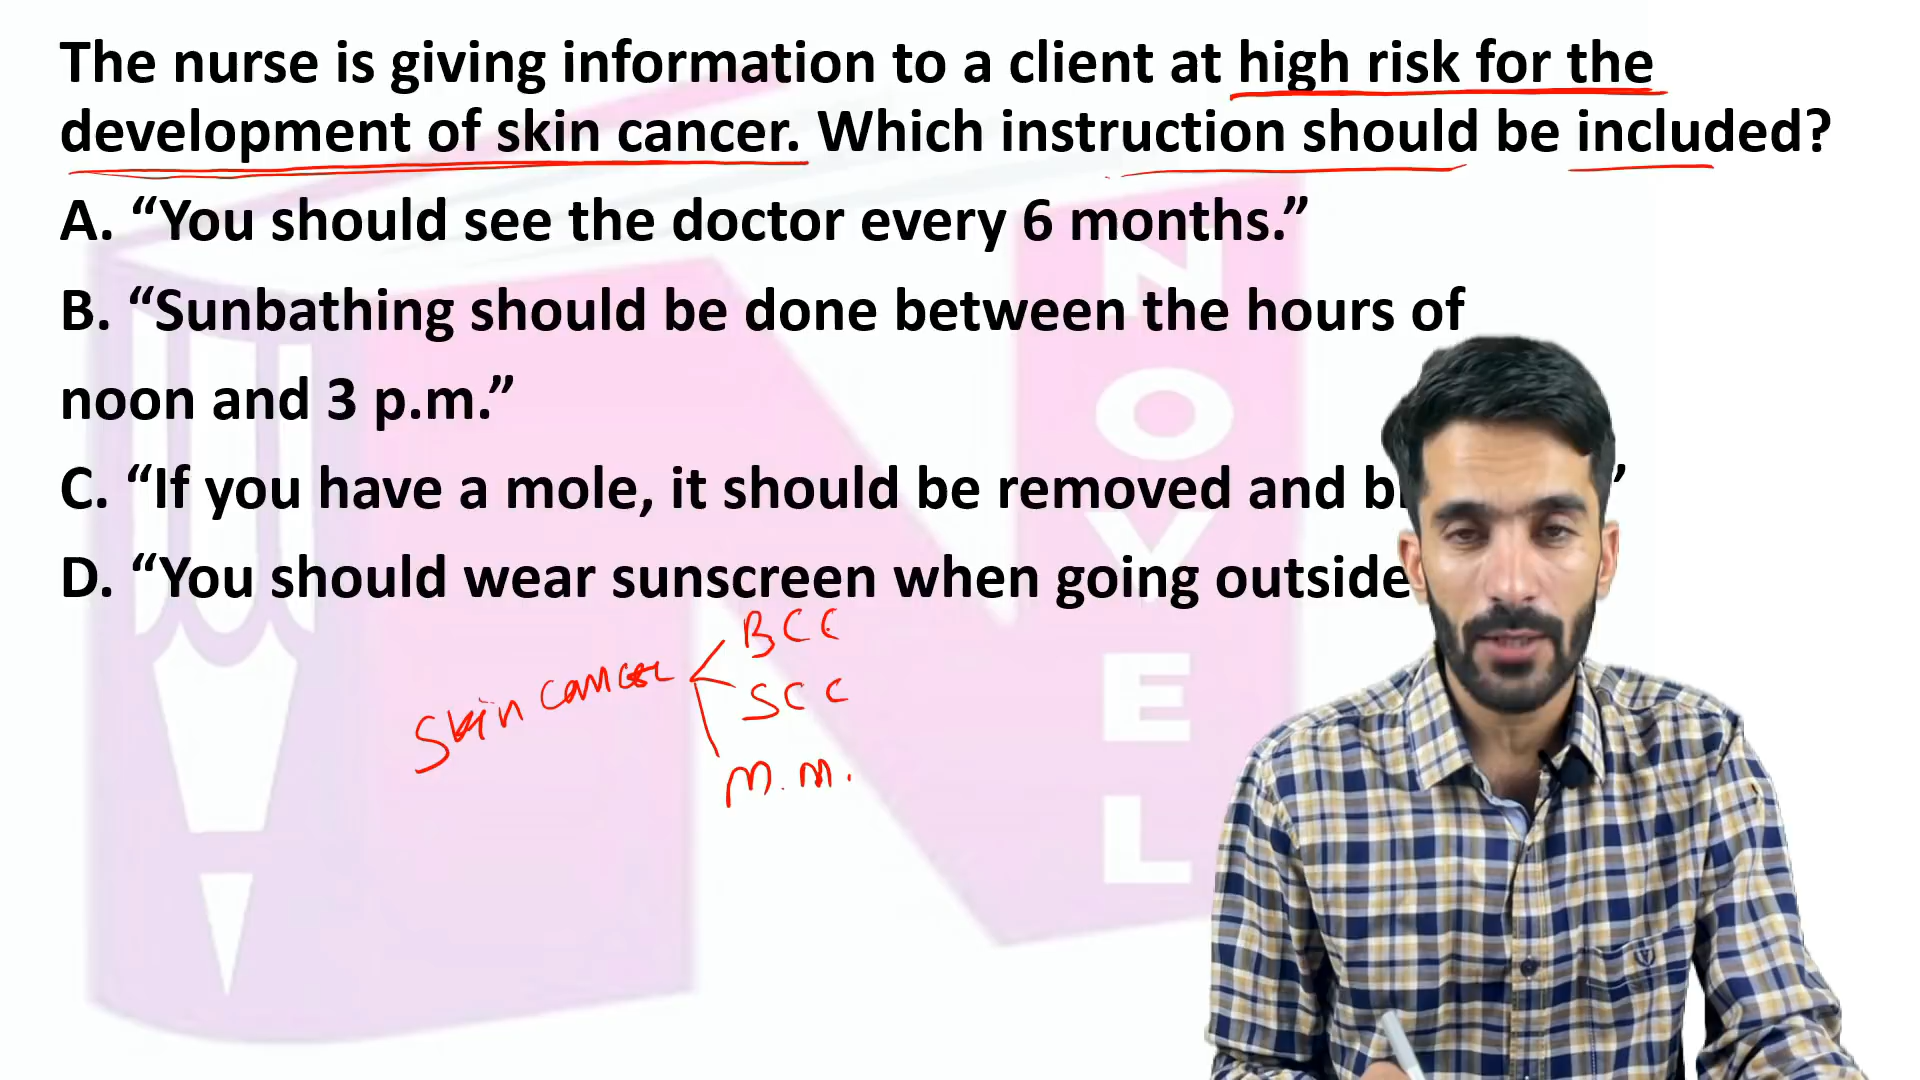 The nurse is giving information to a client at high risk for the
development of skin cancer. Which instruction should be included?
A. “You should see the doctor every 6 months.”
B. “Sunbathing should be done between the hours of
noon and 3 p.m.”
C. “If you have a mole, it should be removed and ”
D. “You should wear sunscreen when going outside
Skin cancer
BCC
SCC
M.M.
NOVEL